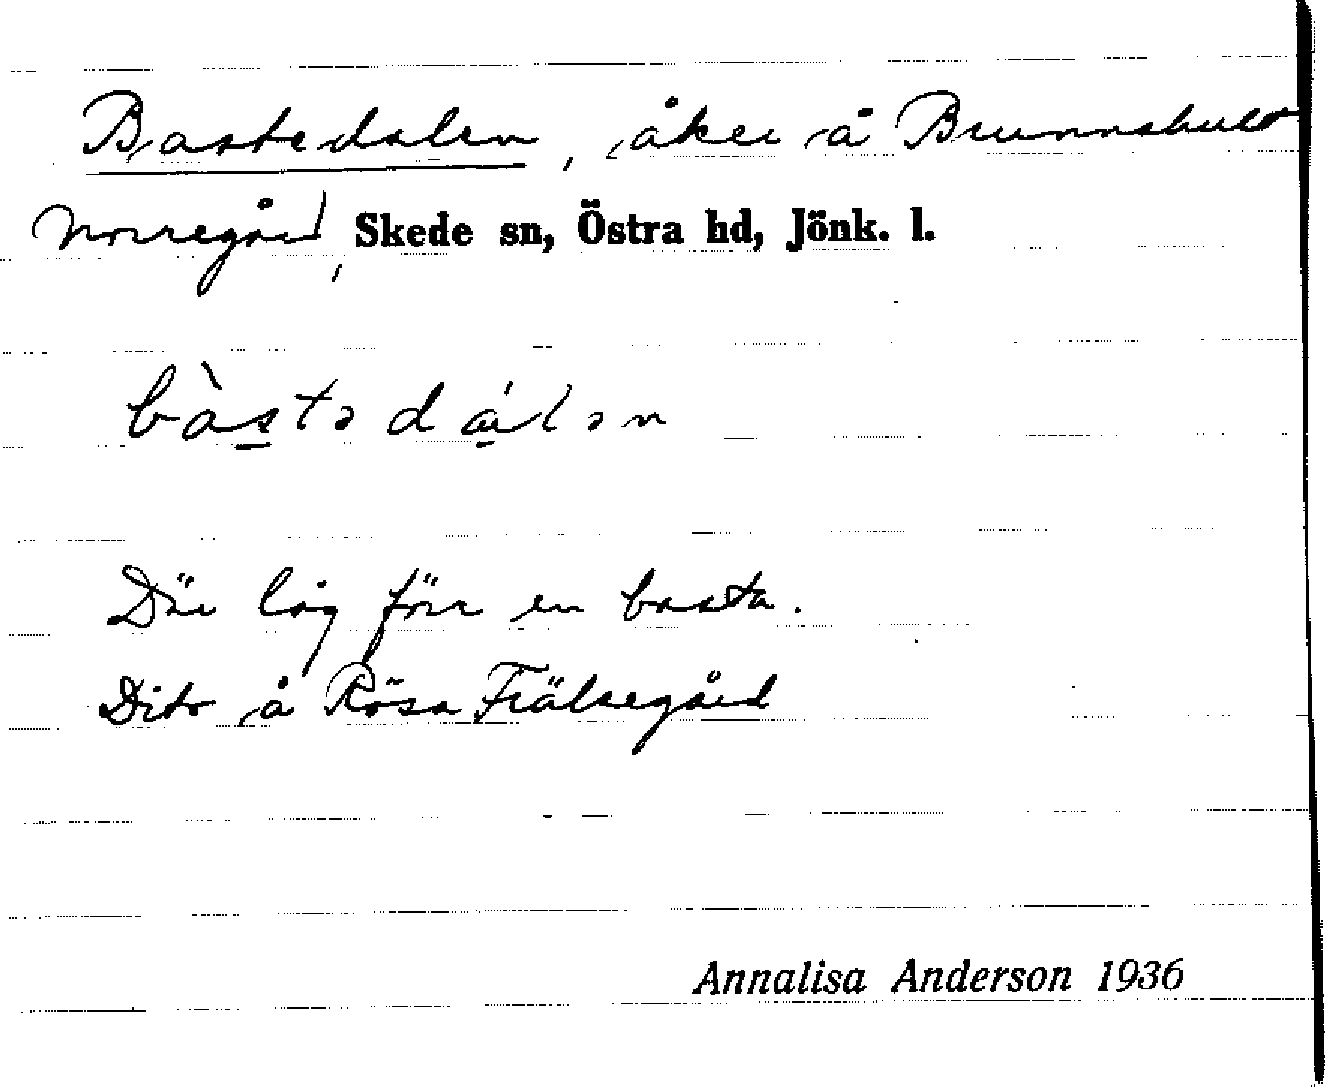 Bastedalen, åker å Brunnshult
Norregård, Skede sn, Östra hd, Jönk. l.
bàstədálən
Där låg förr en basta.
Dito å Rösa Frälsegård
Annalisa Anderson 1936